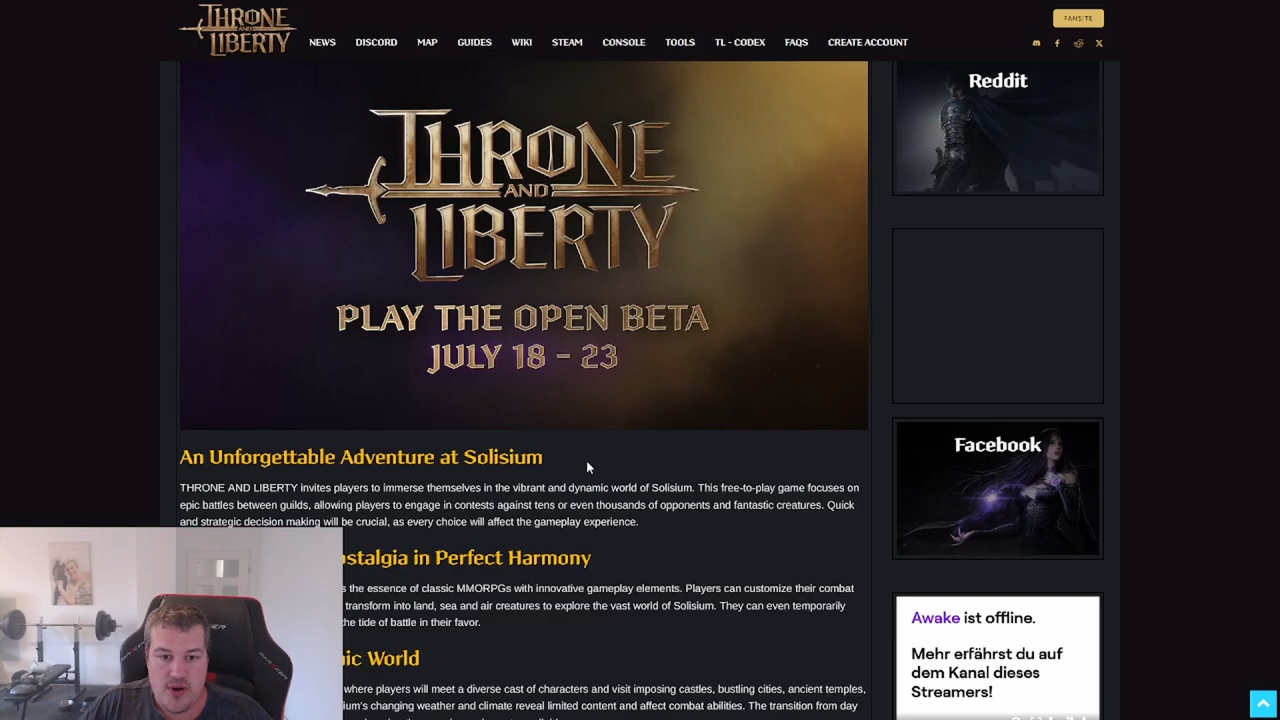 THRONE AND LIBERTY
FANSITE
NEWS DISCORD MAP GUIDES WIKI STEAM CONSOLE TOOLS TL - CODEX FAQS CREATE ACCOUNT
THRONE
AND
LIBERTY
PLAY THE OPEN BETA
JULY 18 - 23
An Unforgettable Adventure at Solisium
THRONE AND LIBERTY invites players to immerse themselves in the vibrant and dynamic world of Solisium. This free-to-play game focuses on
epic battles between guilds, allowing players to engage in contests against tens or even thousands of opponents and fantastic creatures. Quick
and strategic decision making will be crucial, as every choice will affect the gameplay experience.
in Perfect Harmony
the essence of classic MMORPGs with innovative gameplay elements. Players can customize their combat
transform into land, sea and air creatures to explore the vast world of Solisium. They can even temporarily
the tide of battle in their favor.
World
where players will meet a diverse cast of characters and visit imposing castles, bustling cities, ancient temples,
changing weather and climate reveal limited content and affect combat abilities. The transition from day
Reddit
Facebook
Awake ist offline.
Mehr erfährst du auf
dem Kanal dieses
Streamers!